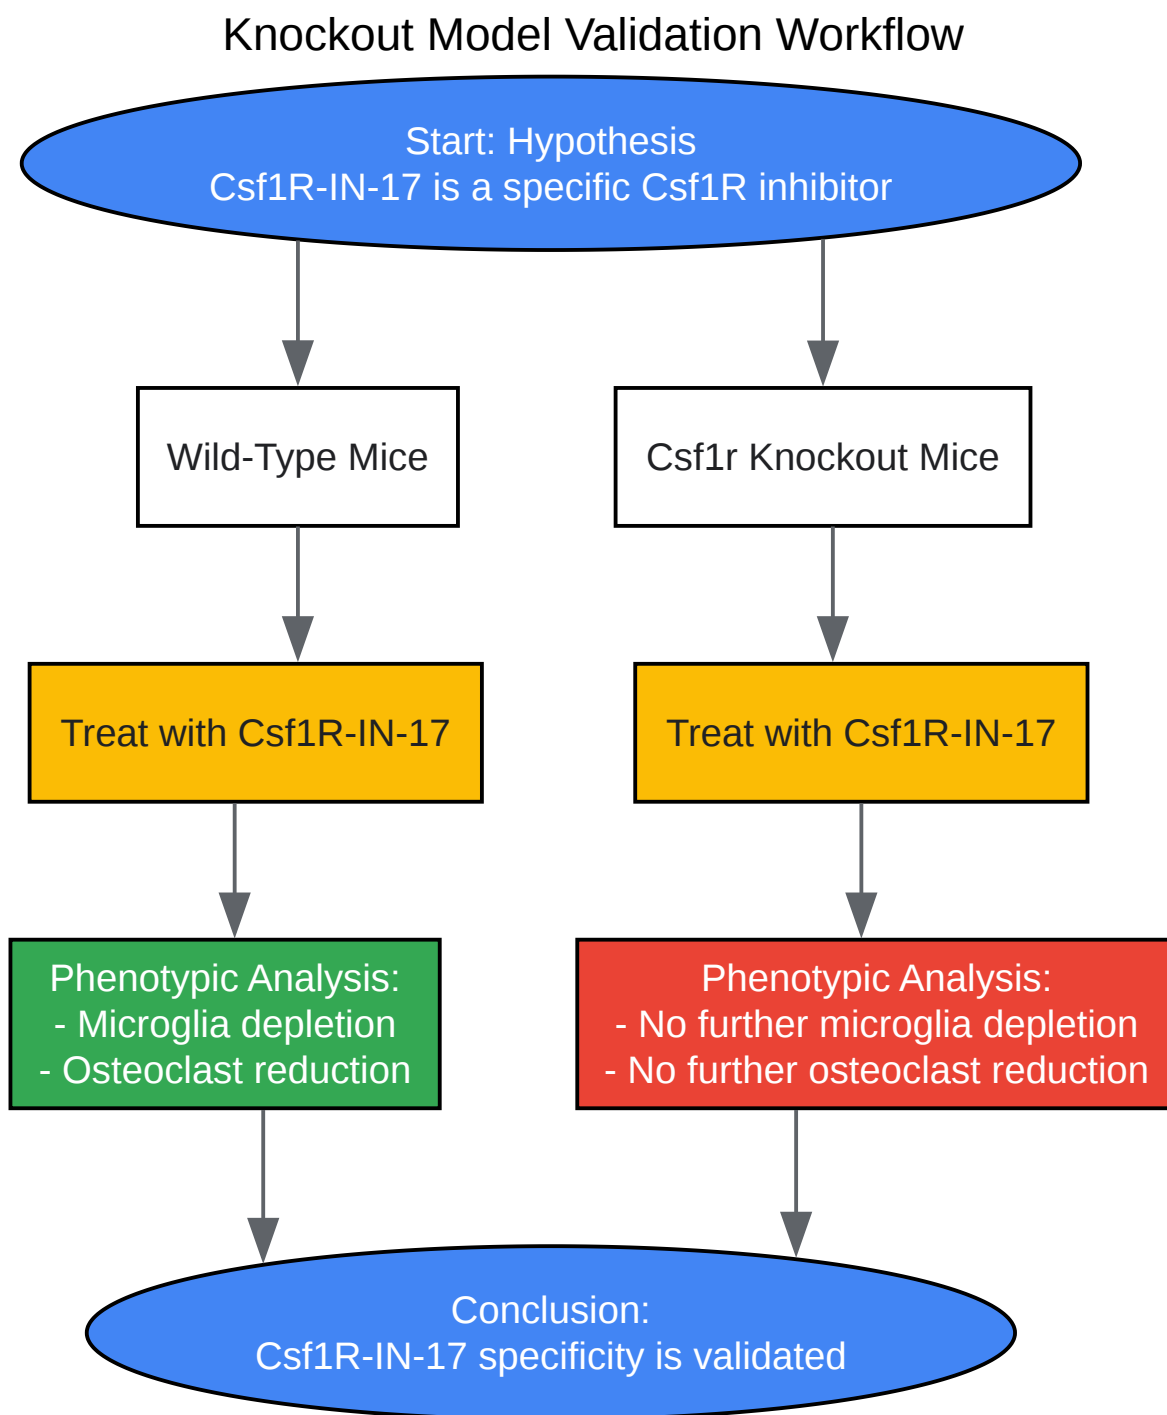 Knockout Model Validation Workflow
Start: Hypothesis
Csf1R-IN-17 is a specific Csf1R inhibitor
Wild-Type Mice
Csf1r Knockout Mice
Treat with Csf1R-IN-17
Treat with Csf1R-IN-17
Phenotypic Analysis:
- Microglia depletion
- Osteoclast reduction
Phenotypic Analysis:
- No further microglia depletion
- No further osteoclast reduction
Conclusion:
Csf1R-IN-17 specificity is validated